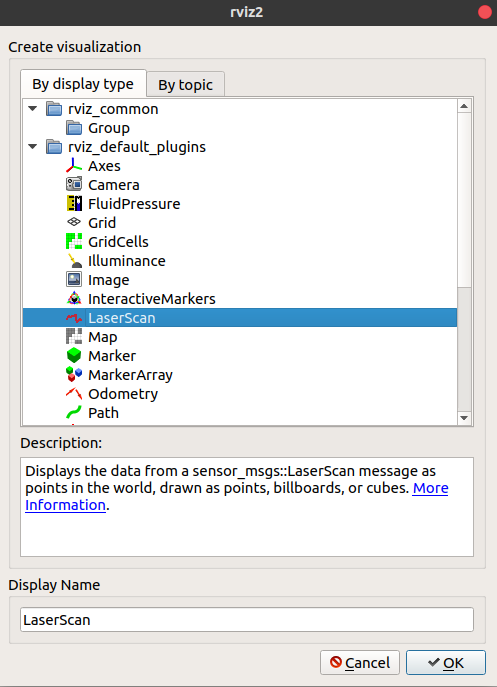 rviz2
Create visualization
By display type
By topic
rviz_common
Group
rviz_default_plugins
Axes
Camera
FluidPressure
Grid
GridCells
Illuminance
Image
InteractiveMarkers
LaserScan
Map
Marker
MarkerArray
Odometry
Path
Description:
Displays the data from a sensor_msgs::LaserScan message as
points in the world, drawn as points, billboards, or cubes. More
Information.
Display Name
LaserScan
Cancel
OK